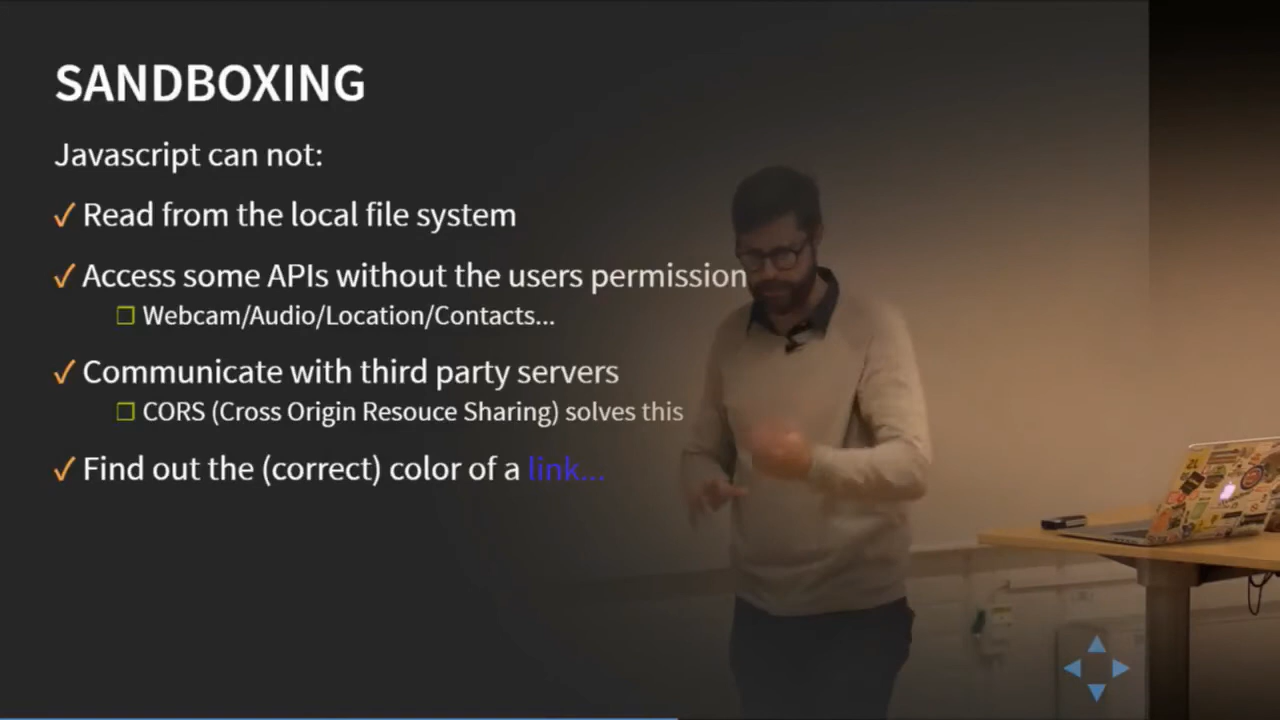 SANDBOXING
Javascript can not:
✓ Read from the local file system
✓ Access some APIs without the users permission
❐ Webcam/Audio/Location/Contacts...
✓ Communicate with third party servers
❐ CORS (Cross Origin Resouce Sharing) solves this
✓ Find out the (correct) color of a link...